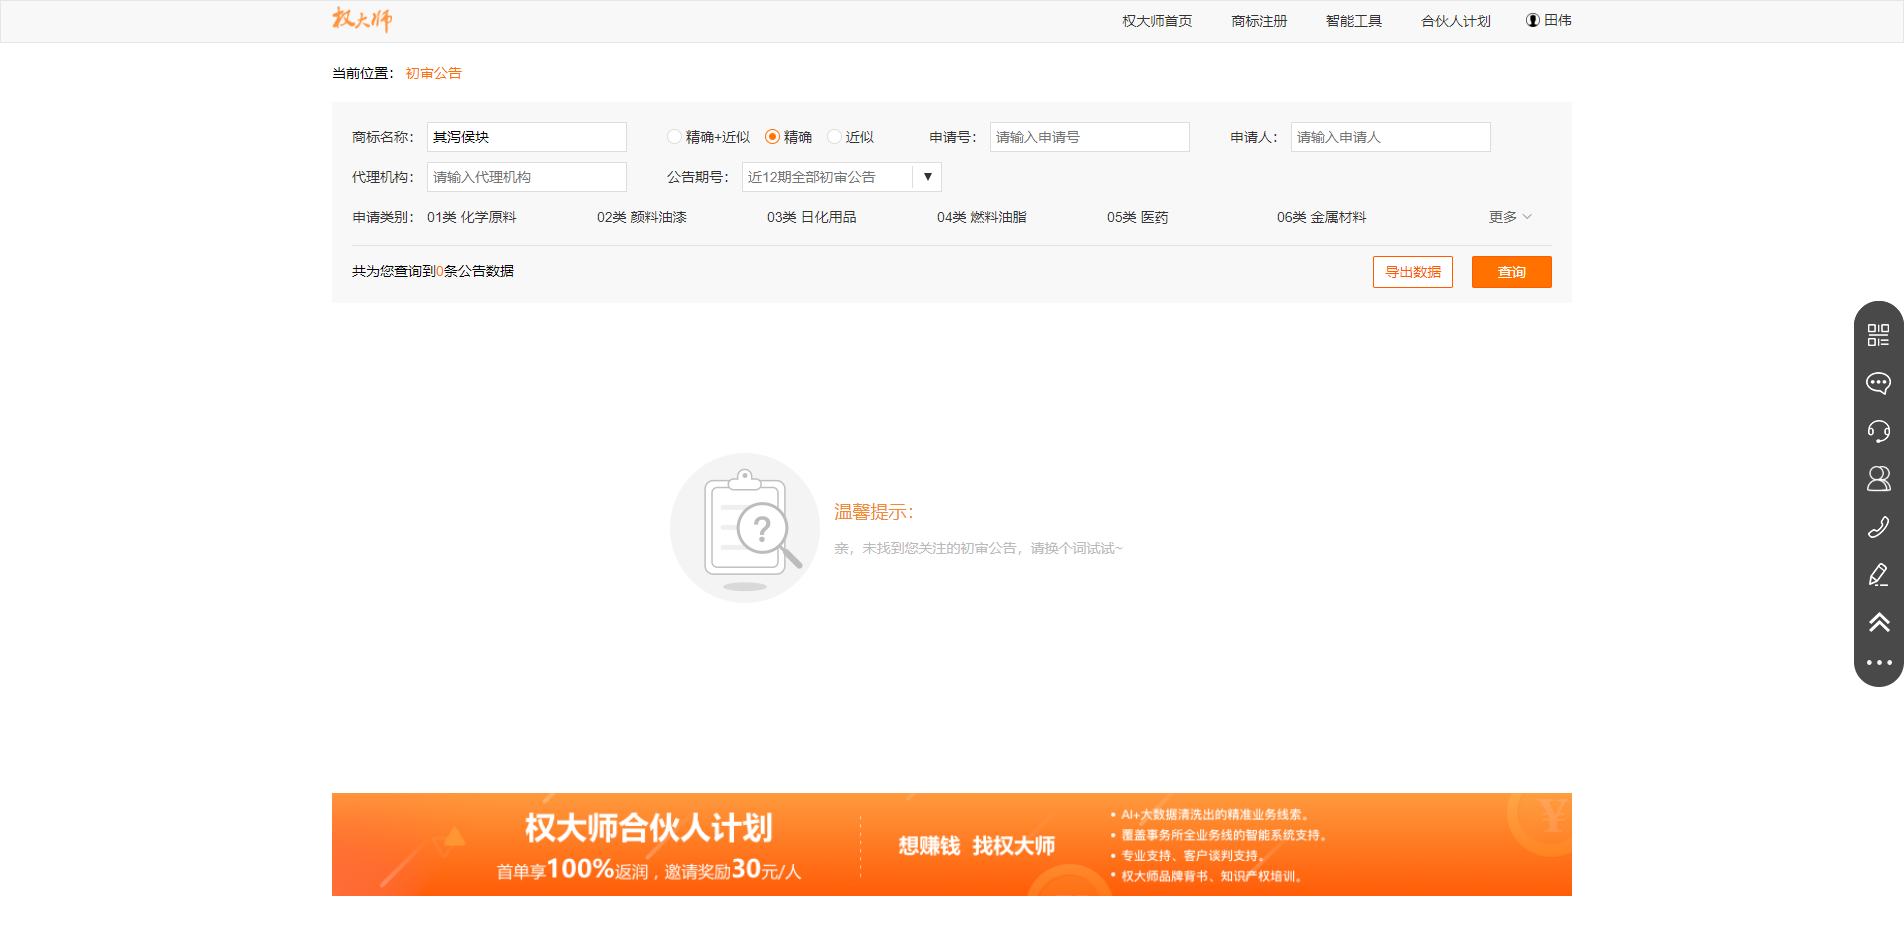 权大师 权大师首页 商标注册 智能工具 合伙人计划 田伟
当前位置： 初审公告
商标名称： 其泻侯块 精确+近似 精确 近似 申请号： 请输入申请号 申请人： 请输入申请人
代理机构： 请输入代理机构 公告期号： 近12期全部初审公告 ▼
申请类别： 01类 化学原料 02类 颜料油漆 03类 日化用品 04类 燃料油脂 05类 医药 06类 金属材料 更多
共为您查询到0条公告数据 导出数据 查询
温馨提示：
亲，未找到您关注的初审公告，请换个词试试~
权大师合伙人计划
首单享100%返润，邀请奖励30元/人
想赚钱 找权大师
• AI+大数据清洗出的精准业务线索。
• 覆盖事务所全业务线的智能系统支持。
• 专业支持、客户谈判支持。
• 权大师品牌背书、知识产权培训。